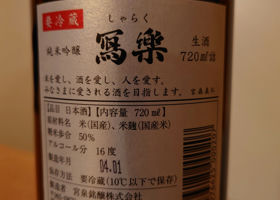 要冷蔵
しゃらく
純米吟醸
寫樂
生酒
720ml詰
米を愛し、酒を愛し、人を愛す。
みなさまに愛される酒を目指します。
【品目】日本酒【内容量】720ml
原材料名 米(国産)、米麹(国産米)
精米歩合 50%
アルコール分 16度
製造年月 04.01
保存方法 要冷蔵(10℃以下で保存)
製造者 宮泉銘醸株式会社